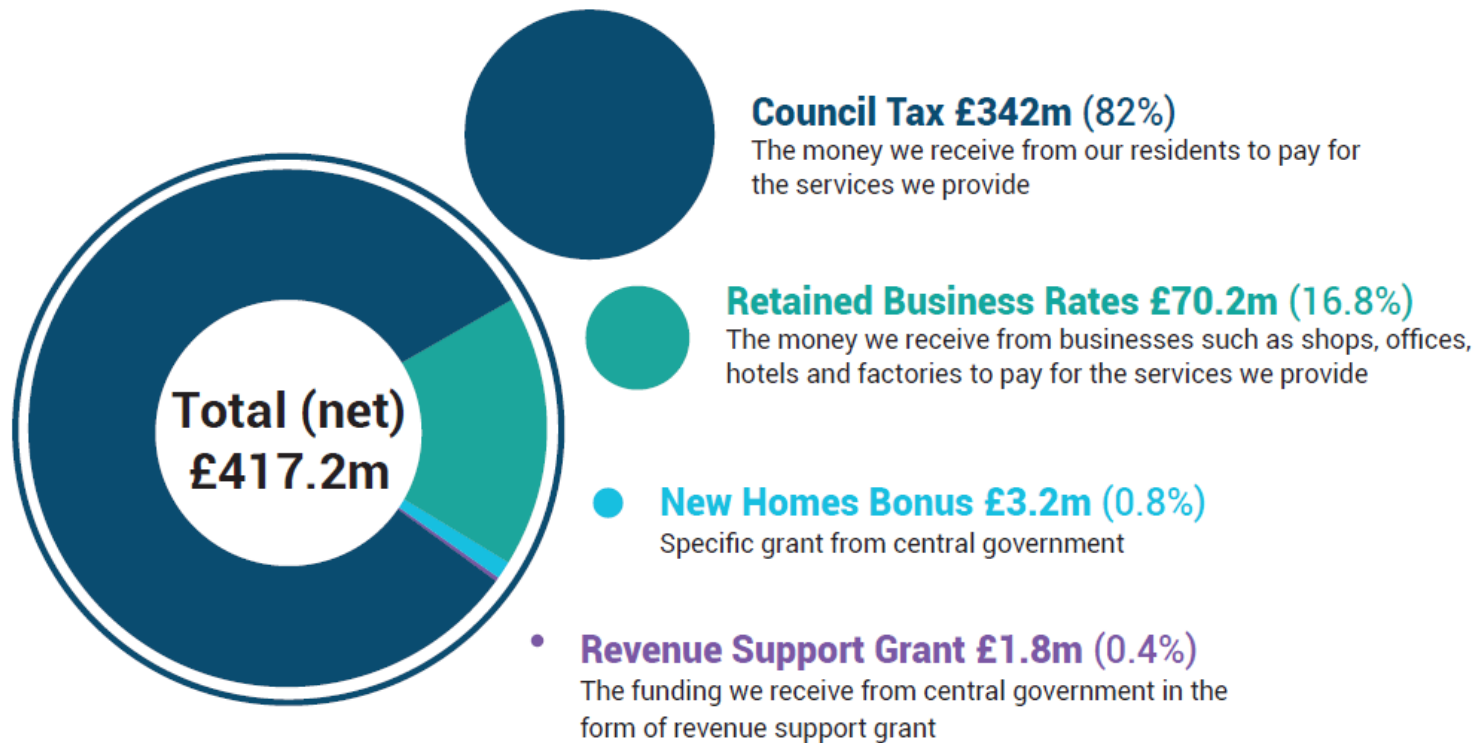 Council Tax £342m (82%)
The money we receive from our residents to pay for
the services we provide
Retained Business Rates £70.2m (16.8%)
The money we receive from businesses such as shops, offices,
hotels and factories to pay for the services we provide
Total (net)
£417.2m
New Homes Bonus £3.2m (0.8%)
Specific grant from central government
Revenue Support Grant £1.8m (0.4%)
The funding we receive from central government in the
form of revenue support grant